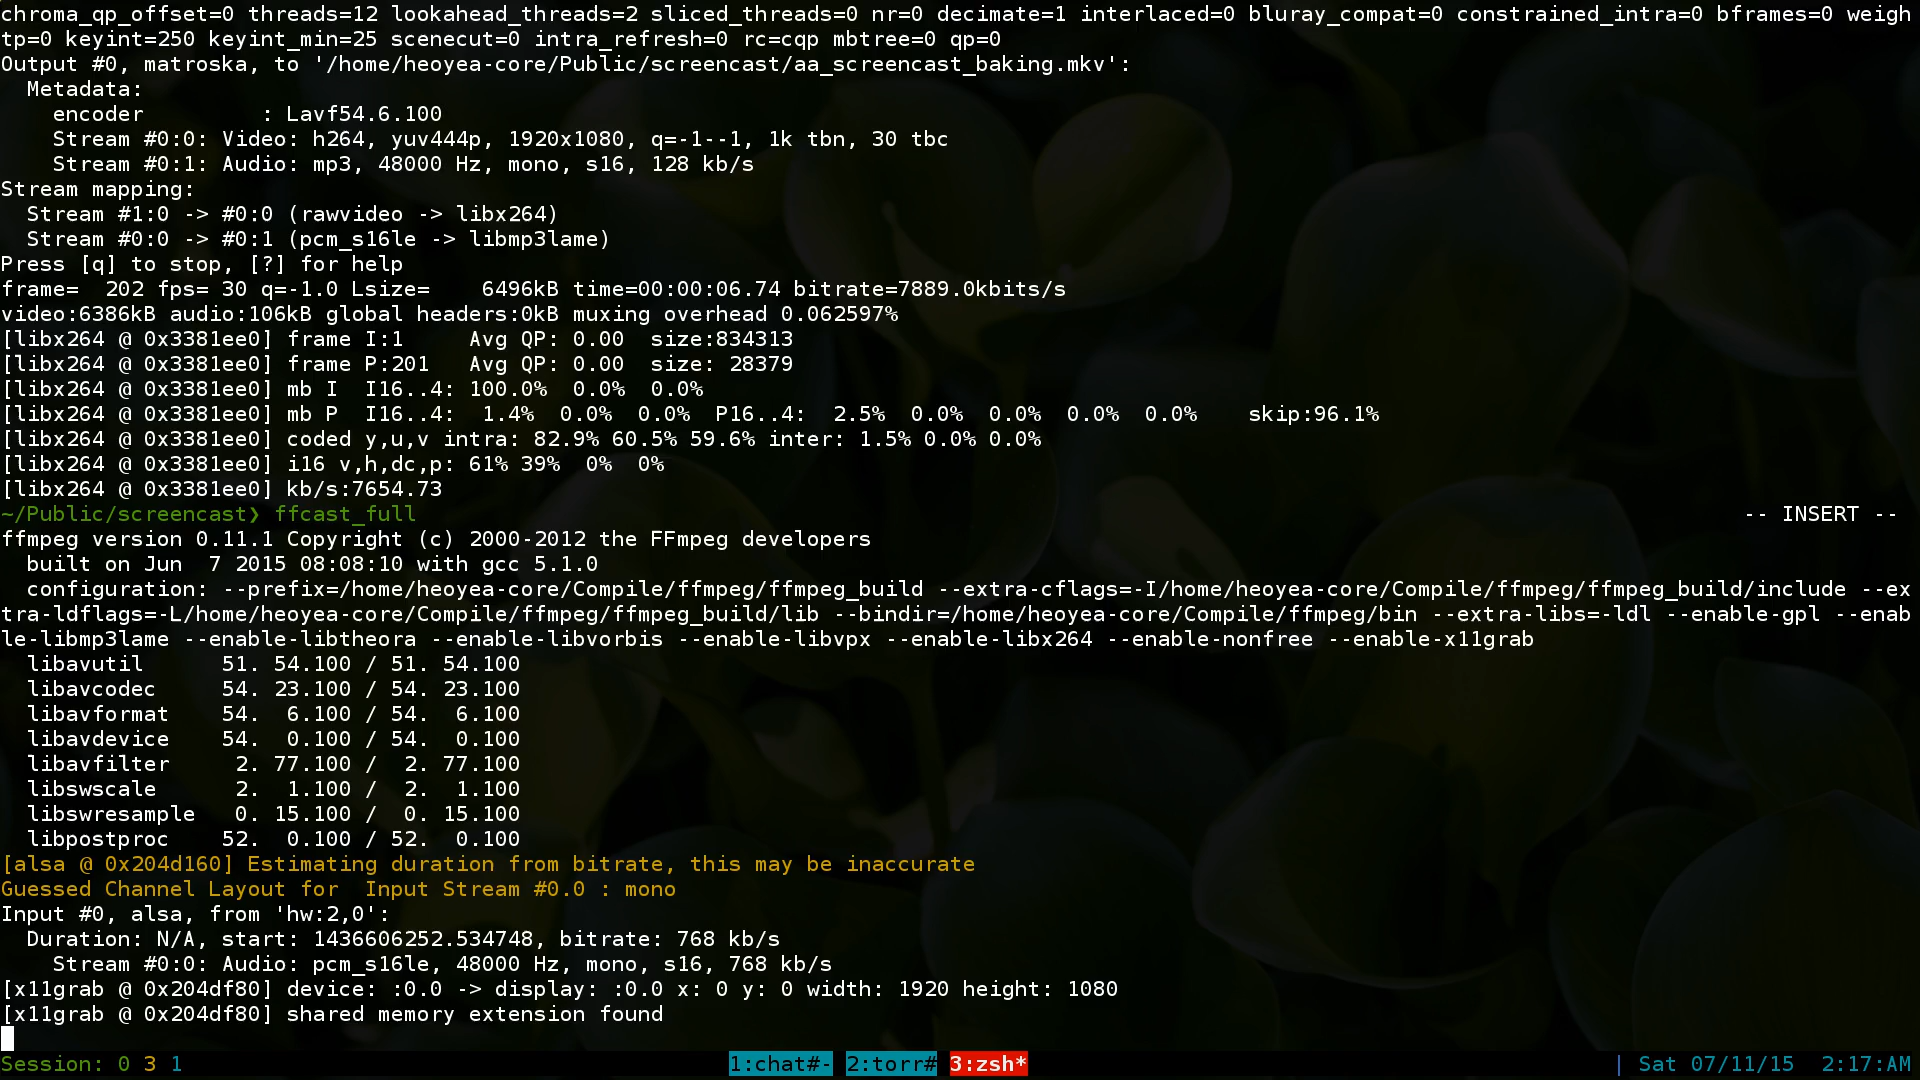 chroma_qp_offset=0 threads=12 lookahead_threads=2 sliced_threads=0 nr=0 decimate=1 interlaced=0 bluray_compat=0 constrained_intra=0 bframes=0 weigh
tp=0 keyint=250 keyint_min=25 scenecut=0 intra_refresh=0 rc=cqp mbtree=0 qp=0
Output #0, matroska, to '/home/heoyea-core/Public/screencast/aa_screencast_baking.mkv':
  Metadata:
    encoder         : Lavf54.6.100
    Stream #0:0: Video: h264, yuv444p, 1920x1080, q=-1--1, 1k tbn, 30 tbc
    Stream #0:1: Audio: mp3, 48000 Hz, mono, s16, 128 kb/s
Stream mapping:
  Stream #1:0 -> #0:0 (rawvideo -> libx264)
  Stream #0:0 -> #0:1 (pcm_s16le -> libmp3lame)
Press [q] to stop, [?] for help
frame=  202 fps= 30 q=-1.0 Lsize=    6496kB time=00:00:06.74 bitrate=7889.0kbits/s
video:6386kB audio:106kB global headers:0kB muxing overhead 0.062597%
[libx264 @ 0x3381ee0] frame I:1     Avg QP: 0.00  size:834313
[libx264 @ 0x3381ee0] frame P:201   Avg QP: 0.00  size: 28379
[libx264 @ 0x3381ee0] mb I  I16..4: 100.0%  0.0%  0.0%
[libx264 @ 0x3381ee0] mb P  I16..4:  1.4%  0.0%  0.0%  P16..4:  2.5%  0.0%  0.0%  0.0%  0.0%    skip:96.1%
[libx264 @ 0x3381ee0] coded y,u,v intra: 82.9% 60.5% 59.6% inter: 1.5% 0.0% 0.0%
[libx264 @ 0x3381ee0] i16 v,h,dc,p: 61% 39%  0%  0%
[libx264 @ 0x3381ee0] kb/s:7654.73
~/Public/screencast❯ ffcast_full -- INSERT --
ffmpeg version 0.11.1 Copyright (c) 2000-2012 the FFmpeg developers
  built on Jun  7 2015 08:08:10 with gcc 5.1.0
  configuration: --prefix=/home/heoyea-core/Compile/ffmpeg/ffmpeg_build --extra-cflags=-I/home/heoyea-core/Compile/ffmpeg/ffmpeg_build/include --ex
tra-ldflags=-L/home/heoyea-core/Compile/ffmpeg/ffmpeg_build/lib --bindir=/home/heoyea-core/Compile/ffmpeg/bin --extra-libs=-ldl --enable-gpl --enab
le-libmp3lame --enable-libtheora --enable-libvorbis --enable-libvpx --enable-libx264 --enable-nonfree --enable-x11grab
  libavutil      51. 54.100 / 51. 54.100
  libavcodec     54. 23.100 / 54. 23.100
  libavformat    54.  6.100 / 54.  6.100
  libavdevice    54.  0.100 / 54.  0.100
  libavfilter     2. 77.100 /  2. 77.100
  libswscale      2.  1.100 /  2.  1.100
  libswresample   0. 15.100 /  0. 15.100
  libpostproc    52.  0.100 / 52.  0.100
[alsa @ 0x204d160] Estimating duration from bitrate, this may be inaccurate
Guessed Channel Layout for  Input Stream #0.0 : mono
Input #0, alsa, from 'hw:2,0':
  Duration: N/A, start: 1436606252.534748, bitrate: 768 kb/s
    Stream #0:0: Audio: pcm_s16le, 48000 Hz, mono, s16, 768 kb/s
[x11grab @ 0x204df80] device: :0.0 -> display: :0.0 x: 0 y: 0 width: 1920 height: 1080
[x11grab @ 0x204df80] shared memory extension found
Session: 0 3 1 1:chat#- 2:torr# 3:zsh* | Sat 07/11/15  2:17:AM